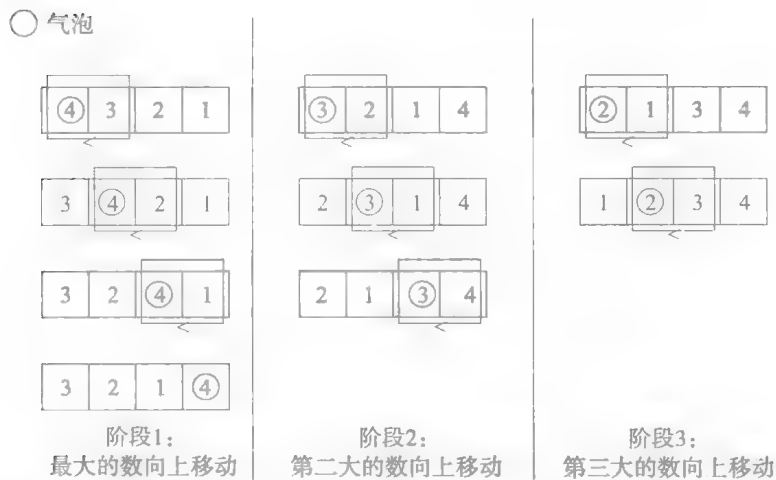 气泡
④ 3 2 1
<
3 ④ 2 1
<
3 2 ④ 1
<
3 2 1 ④
阶段1：
最大的数向上移动
③ 2 1 4
<
2 ③ 1 4
<
2 1 ③ 4
<
阶段2：
第二大的数向上移动
② 1 3 4
<
1 ② 3 4
<
阶段3：
第三大的数向上移动